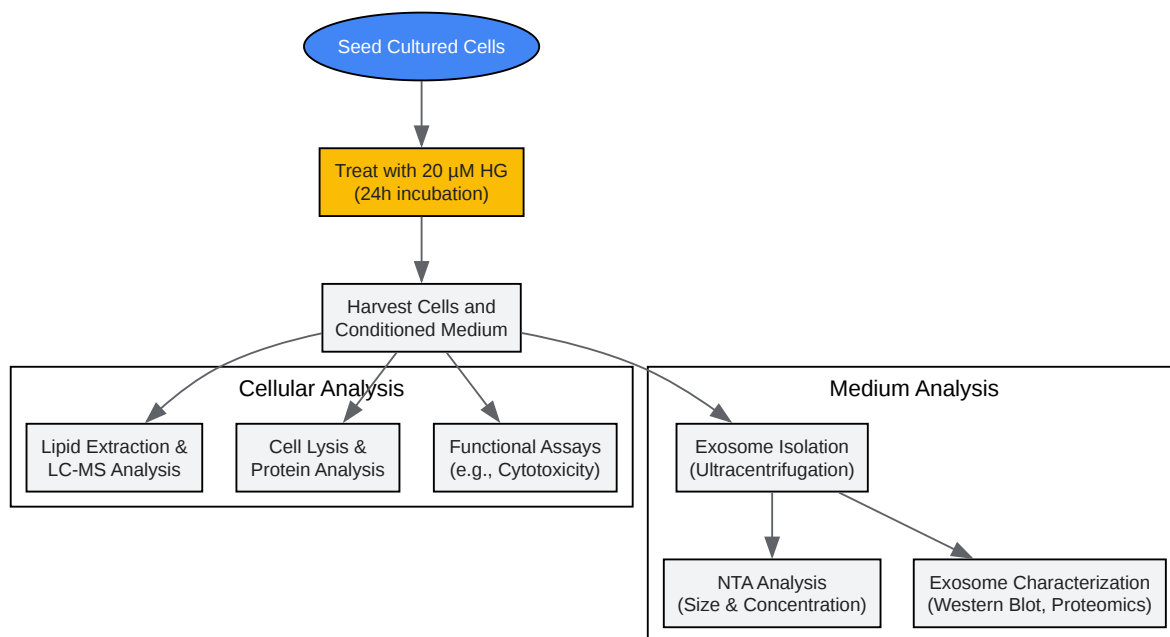 Seed Cultured Cells
Treat with 20 µM HG
(24h incubation)
Harvest Cells and
Conditioned Medium
Cellular Analysis
Lipid Extraction &
LC-MS Analysis
Cell Lysis &
Protein Analysis
Functional Assays
(e.g., Cytotoxicity)
Medium Analysis
Exosome Isolation
(Ultracentrifugation)
NTA Analysis
(Size & Concentration)
Exosome Characterization
(Western Blot, Proteomics)